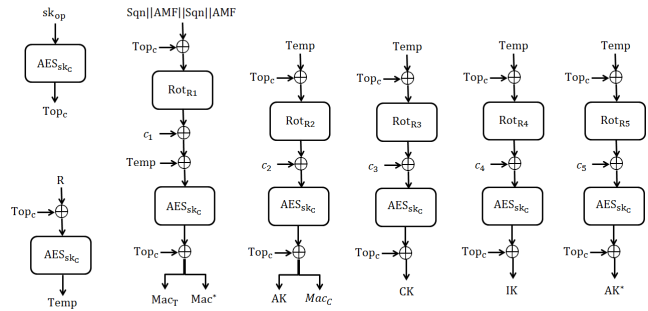 sk_op
AES_sk_C
Top_c
R
Top_c
AES_sk_C
Temp
Sqn||AMF||Sqn||AMF
Top_c
Rot_R1
c_1
Temp
AES_sk_C
Top_c
Mac_T Mac*
Temp
Top_c
Rot_R2
c_2
AES_sk_C
Top_c
AK Mac_C
Temp
Top_c
Rot_R3
c_3
AES_sk_C
Top_c
CK
Temp
Top_c
Rot_R4
c_4
AES_sk_C
Top_c
IK
Temp
Top_c
Rot_R5
c_5
AES_sk_C
Top_c
AK*